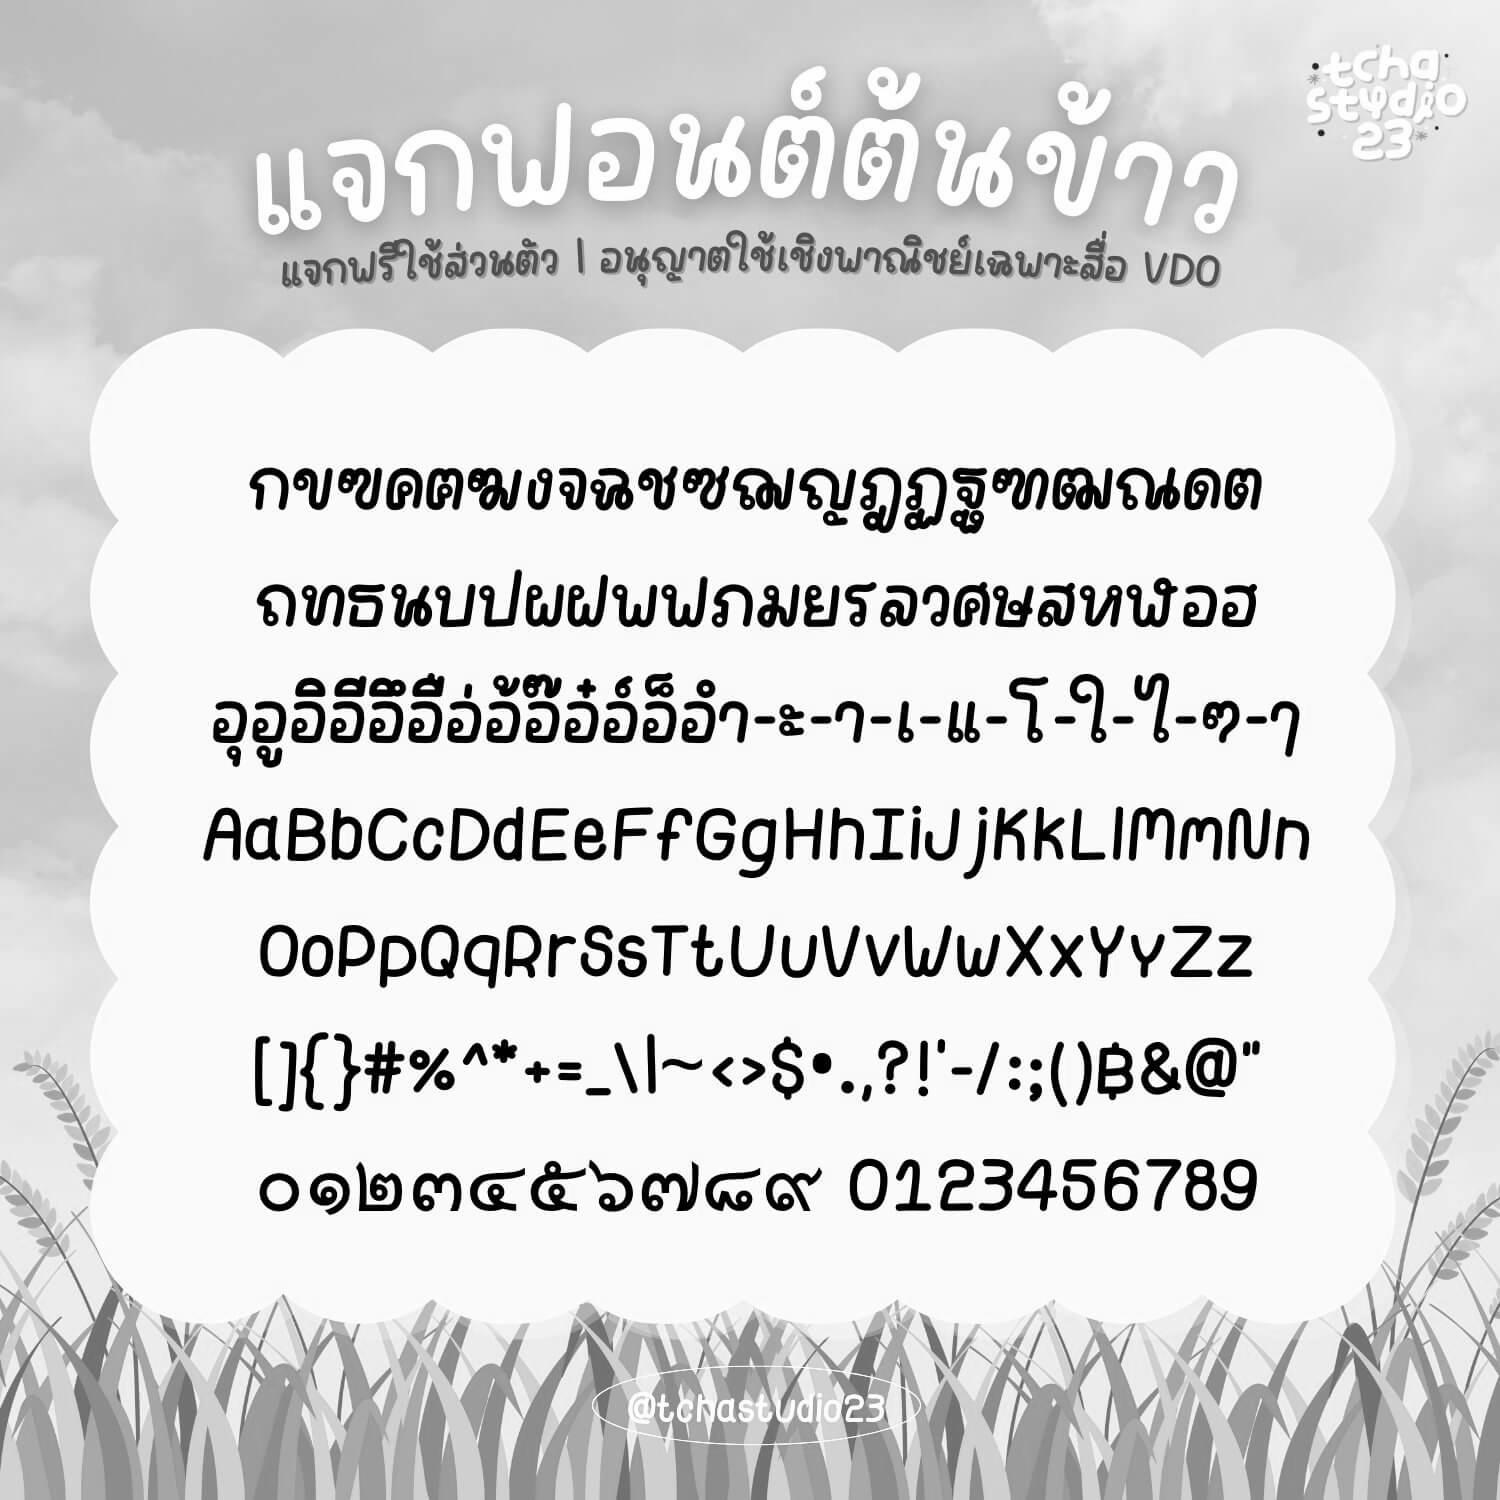 tcha
studio
23
แจกฟอนต์ต้นข้าว
แจกฟรีใช้ส่วนตัว | อนุญาตใช้เชิงพาณิชย์เฉพาะสื่อ VDO
กขฃคฅฆงจฉชซฌญฎฏฐฑฒณดต
ถทธนบปผฝพฟภมยรลวศษสหฬอฮ
อุอูอิอีอึอือ่อ้อ๊อ๋อ์อ็อำ-ะ-า-เ-แ-โ-ใ-ไ-ๆ-ๅ
AaBbCcDdEeFfGgHhIiJjKkLlMmNn
OoPpQqRrSsTtUuVvWwXxYyZz
[]{}#%^*+=_\|~<>$•.,?!'-/:;()฿&@"
๐๑๒๓๔๕๖๗๘๙ 0123456789
@tchastudio23